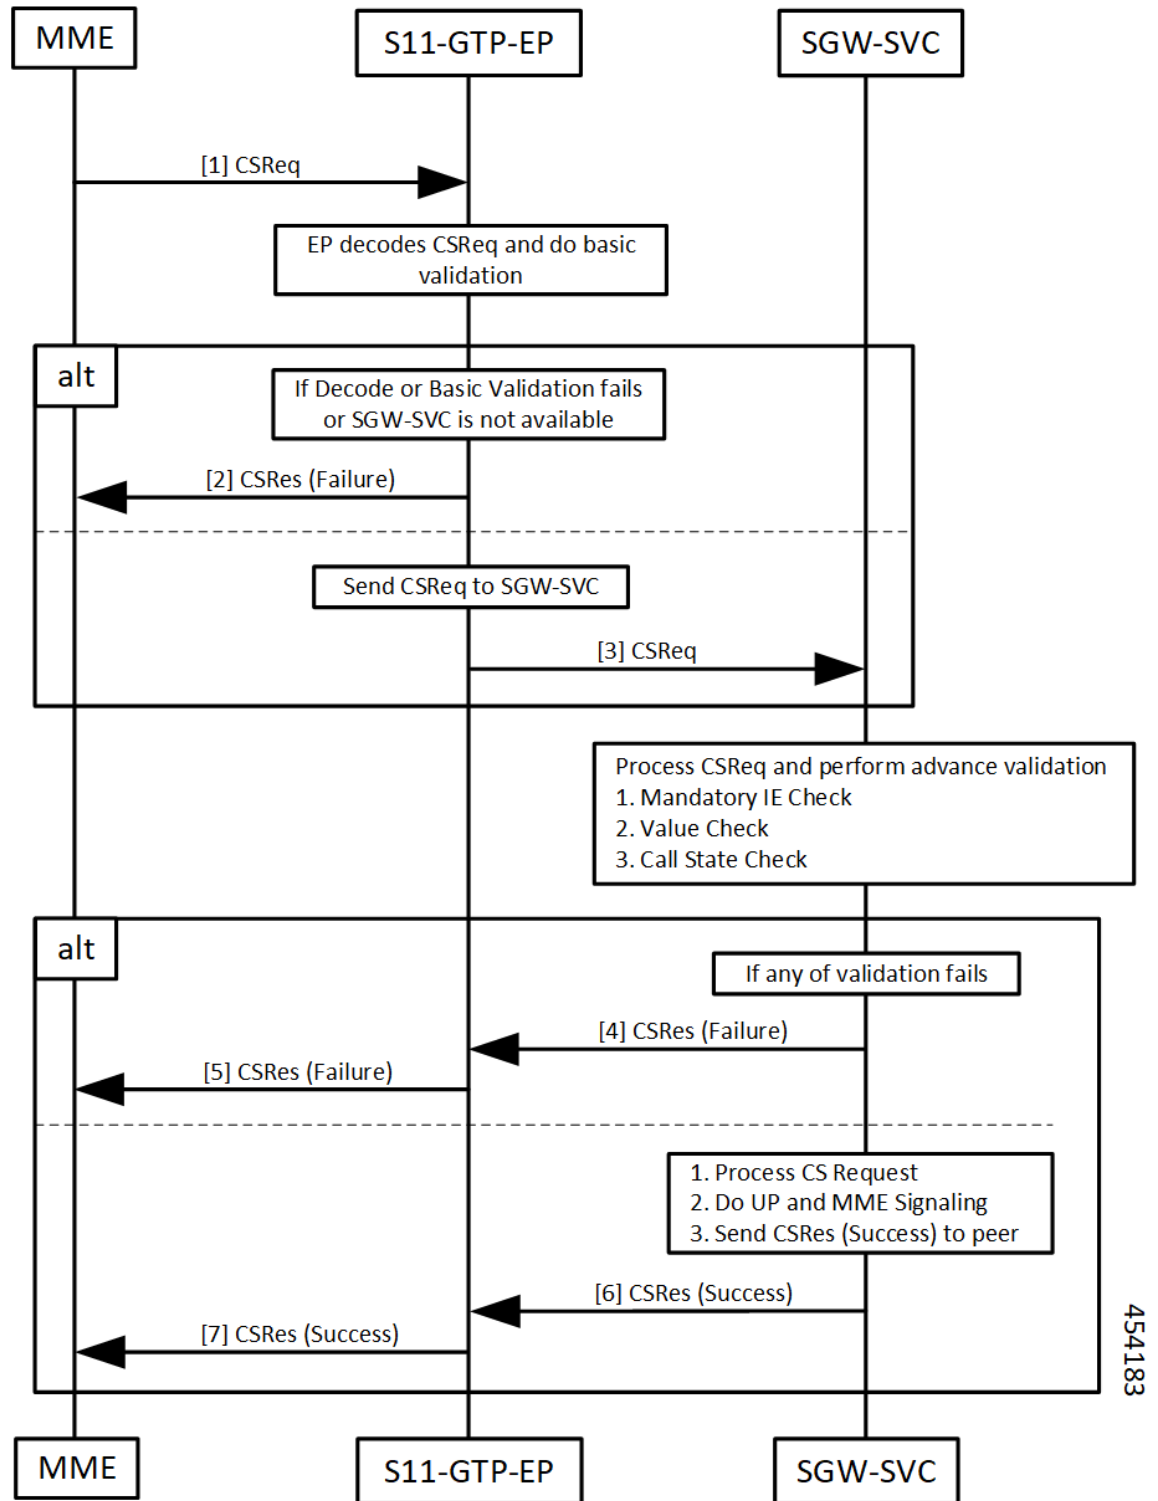 MME
S11-GTP-EP
SGW-SVC
[1] CSReq
EP decodes CSReq and do basic
validation
alt
If Decode or Basic Validation fails
or SGW-SVC is not available
[2] CSRes (Failure)
Send CSReq to SGW-SVC
[3] CSReq
Process CSReq and perform advance validation
1. Mandatory IE Check
2. Value Check
3. Call State Check
alt
If any of validation fails
[4] CSRes (Failure)
[5] CSRes (Failure)
1. Process CS Request
2. Do UP and MME Signaling
3. Send CSRes (Success) to peer
[6] CSRes (Success)
[7] CSRes (Success)
454183
MME
S11-GTP-EP
SGW-SVC